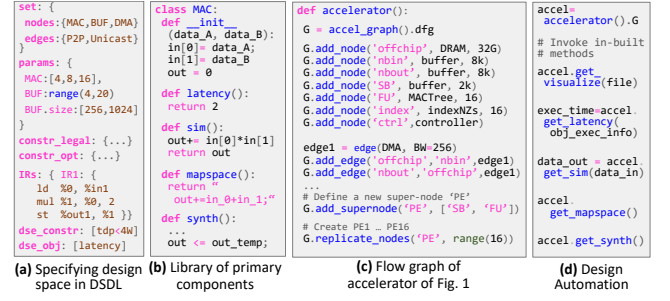 set: {
nodes:{MAC,BUF,DMA}
edges:{P2P,Unicast}
}
params: {
MAC:[4,8,16],
BUF:range(4,20)
BUF.size:[256,1024]
}
constr_legal: {...}
constr_opt: {...}
IRs: { IR1: {
ld %0, %in1
mul %1, %0, 2
st %out1, %1 }}
dse_constr: [tdp<4W]
dse_obj: [latency]
(a) Specifying design
space in DSDL
class MAC:
def __init__
(data_A, data_B):
in[0]= data_A;
in[1]= data_B
out = 0
def latency():
return 2
def sim():
out+= in[0]*in[1]
return out
def mapspace():
return “
out+=in_0+in_1;“
def synth():
...
out <= out_temp;
(b) Library of primary
components
def accelerator():
G = accel_graph().dfg
G.add_node('offchip', DRAM, 32G)
G.add_node('nbin', buffer, 8k)
G.add_node('nbout', buffer, 8k)
G.add_node('SB', buffer, 2k)
G.add_node('FU', MACTree, 16)
G.add_node('index', indexNZs, 16)
G.add_node('ctrl',controller)
edge1 = edge(DMA, BW=256)
G.add_edge('offchip','nbin',edge1)
G.add_edge('nbout','offchip',edge1)
...
# Define a new super-node ‘PE’
G.add_supernode(‘PE’, [‘SB’, ‘FU’])
# Create PE1 … PE16
G.replicate_nodes(‘PE’, range(16))
(c) Flow graph of
accelerator of Fig. 1
accel=
accelerator().G
# Invoke in-built
# methods
accel.get_
visualize(file)
exec_time=accel.
get_latency(
obj_exec_info)
data_out = accel.
get_sim(data_in)
accel.
get_mapspace()
accel.get_synth()
(d) Design
Automation